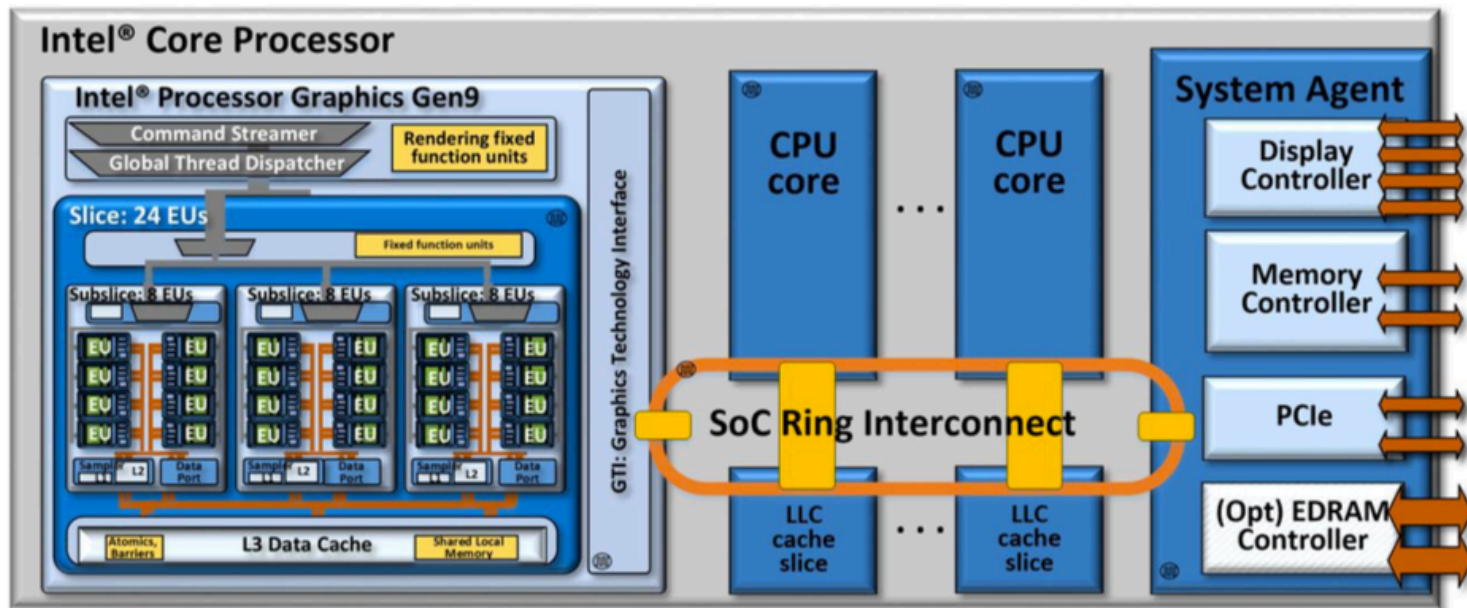 Intel® Core Processor
Intel® Processor Graphics Gen9
Command Streamer
Global Thread Dispatcher
Rendering fixed
function units
Slice: 24 EUs
Fixed function units
Subslice: 8 EUs
Subslice: 8 EUs
Subslice: 8 EUs
EU EU EU EU EU EU
EU EU EU EU EU EU
EU EU EU EU EU EU
EU EU EU EU EU EU
Sampler
L1
L2
Data
Port
Sampler
L1
L2
Data
Port
Sampler
L1
L2
Data
Port
Atomics,
Barriers
L3 Data Cache
Shared Local
Memory
GTI: Graphics Technology Interface
CPU
core
...
CPU
core
SoC Ring Interconnect
LLC
cache
slice
...
LLC
cache
slice
System Agent
Display
Controller
Memory
Controller
PCIe
(Opt) EDRAM
Controller